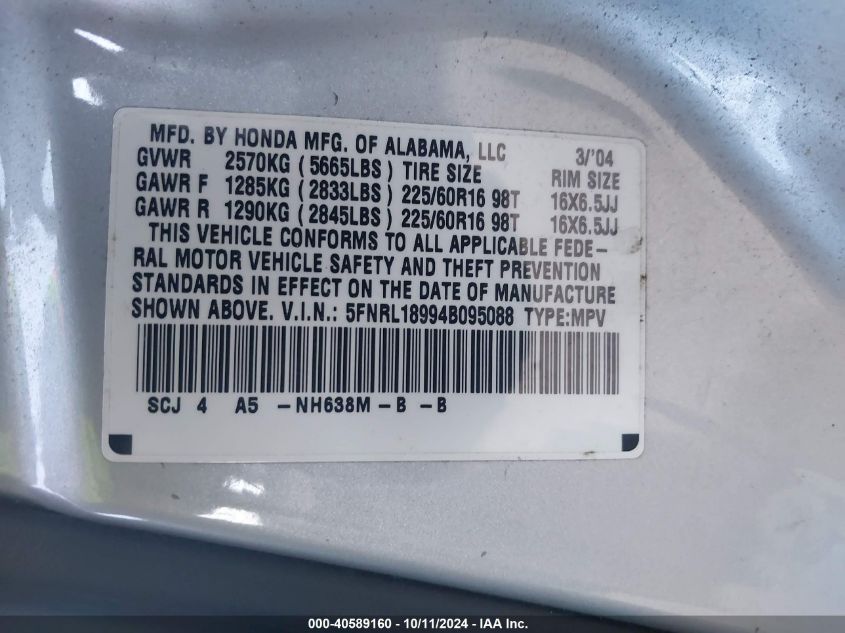 MFD. BY HONDA MFG. OF ALABAMA, LLC 3/'04
GVWR 2570KG ( 5665LBS ) TIRE SIZE RIM SIZE
GAWR F 1285KG ( 2833LBS ) 225/60R16 98T 16X6.5JJ
GAWR R 1290KG ( 2845LBS ) 225/60R16 98T 16X6.5JJ
THIS VEHICLE CONFORMS TO ALL APPLICABLE FEDE-
RAL MOTOR VEHICLE SAFETY AND THEFT PREVENTION
STANDARDS IN EFFECT ON THE DATE OF MANUFACTURE
SHOWN ABOVE. V.I.N.: 5FNRL18994B095088 TYPE:MPV
SCJ 4 A5 -NH638M -B -B
000-40589160 - 10/11/2024 - IAA Inc.